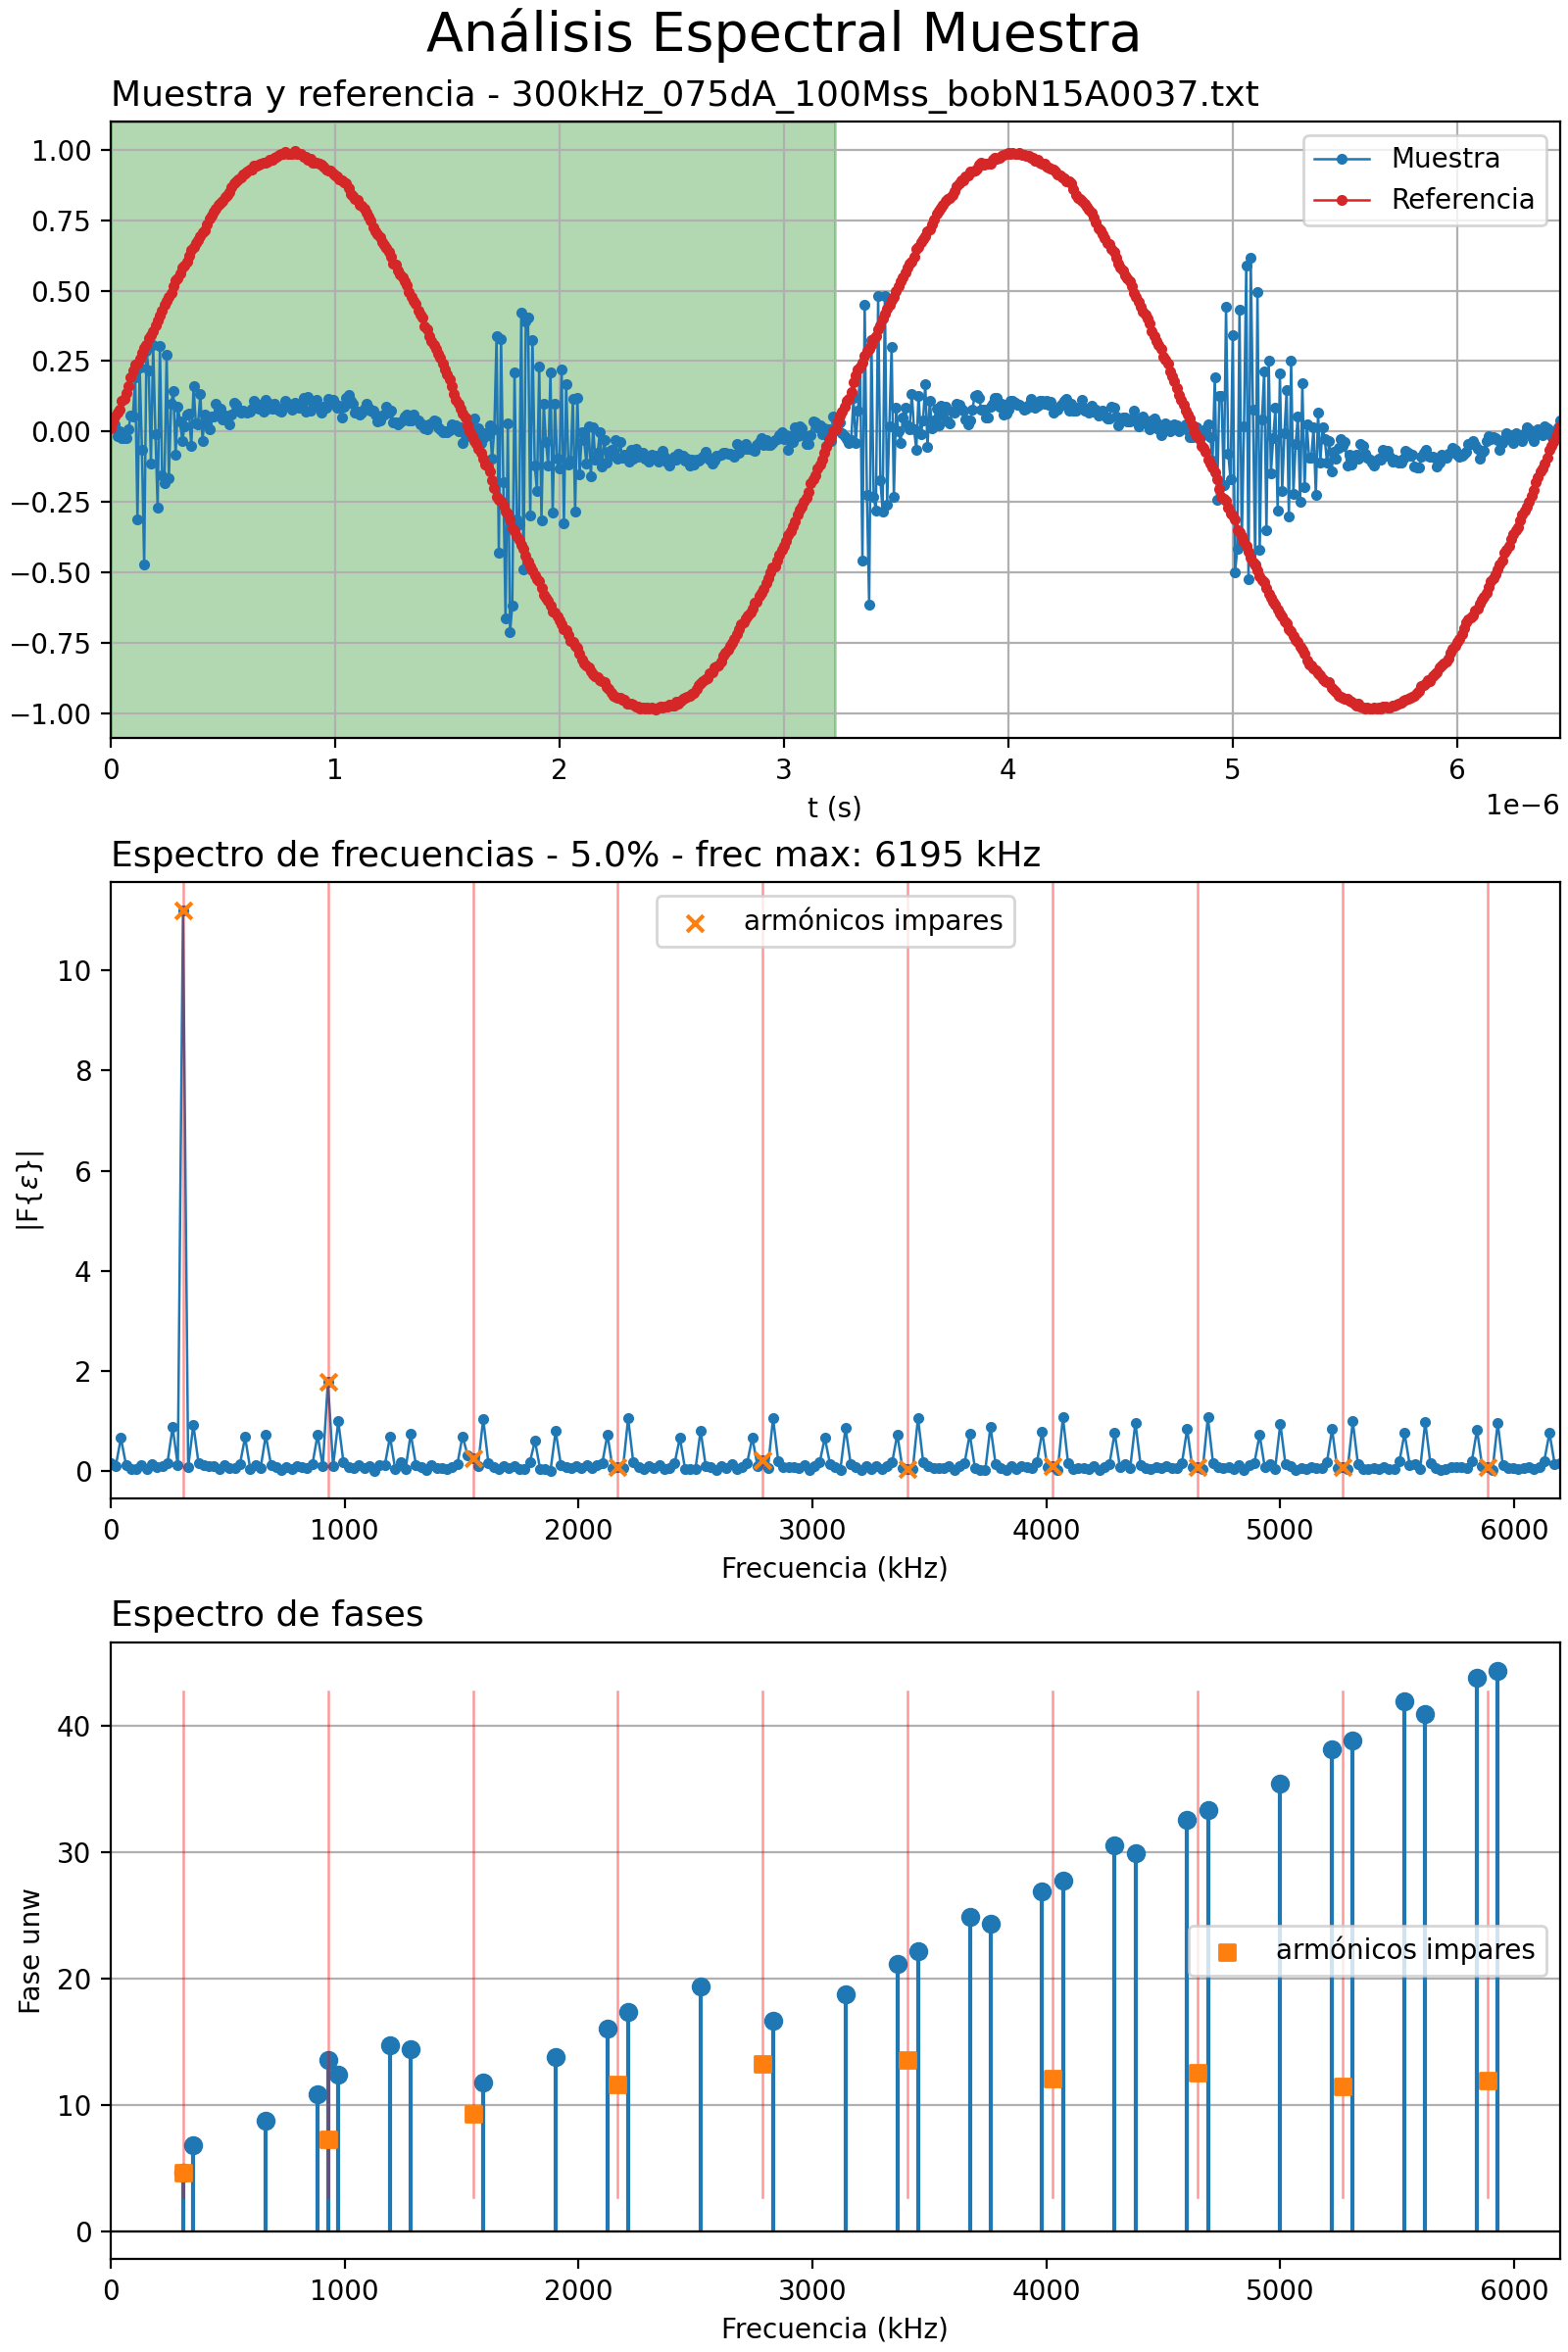 Análisis Espectral Muestra
Muestra y referencia - 300kHz_075dA_100Mss_bobN15A0037.txt
1.00
0.75
0.50
0.25
0.00
−0.25
−0.50
−0.75
−1.00
Muestra
Referencia
0 1 2 3 4 5 6
t (s)
1e−6
Espectro de frecuencias - 5.0% - frec max: 6195 kHz
|F{ε}|
10
8
6
4
2
0
armónicos impares
0 1000 2000 3000 4000 5000 6000
Frecuencia (kHz)
Espectro de fases
Fase unw
40
30
20
10
0
armónicos impares
0 1000 2000 3000 4000 5000 6000
Frecuencia (kHz)